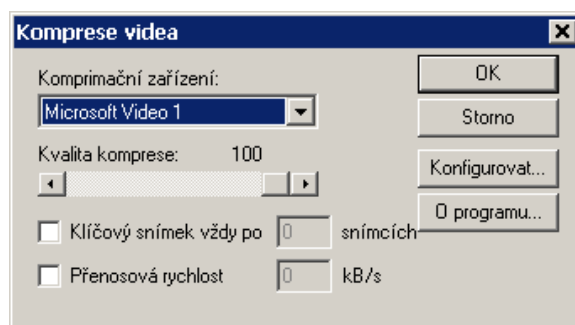 Komprese videa
Komprimační zařízení:
Microsoft Video 1
Kvalita komprese: 100
Klíčový snímek vždy po 0 snímcích
Přenosová rychlost 0 kB/s
OK
Storno
Konfigurovat...
O programu...